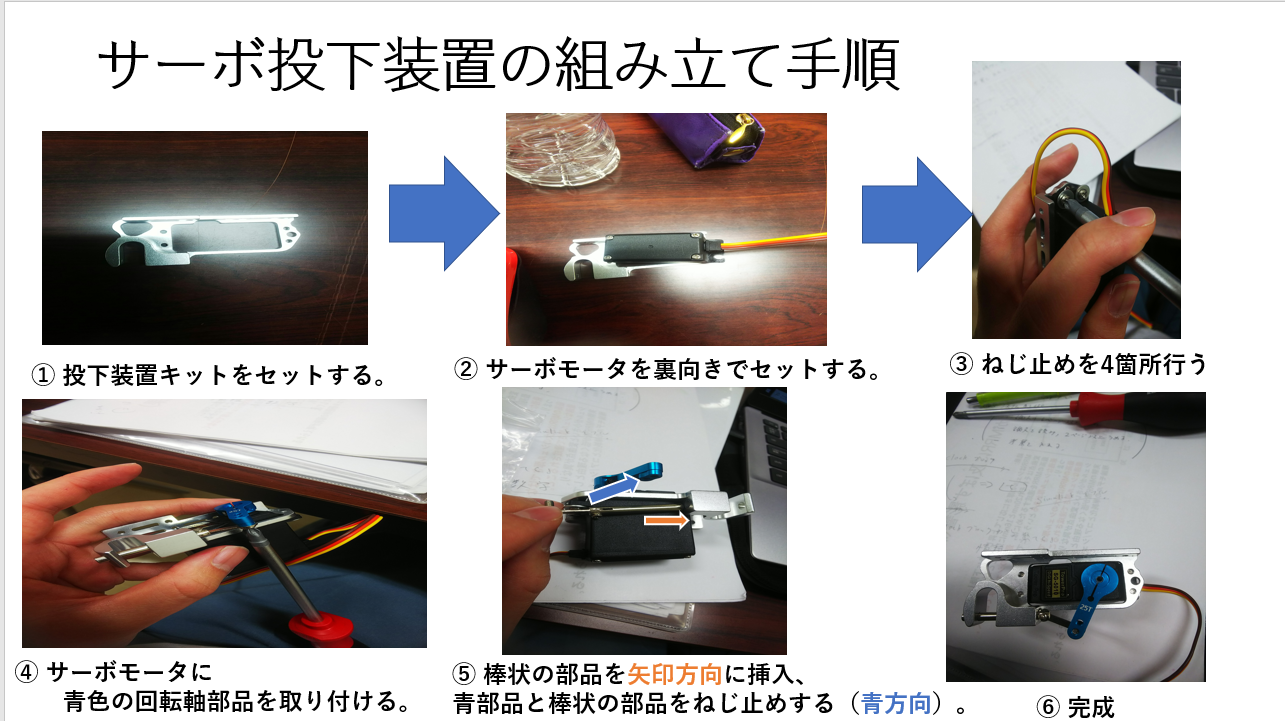 サーボ投下装置の組み立て手順
① 投下装置キットをセットする。
② サーボモータを裏向きでセットする。
③ ねじ止めを4箇所行う
④ サーボモータに
青色の回転軸部品を取り付ける。
⑤ 棒状の部品を矢印方向に挿入、
青部品と棒状の部品をねじ止めする（青方向）。
25T
⑥ 完成